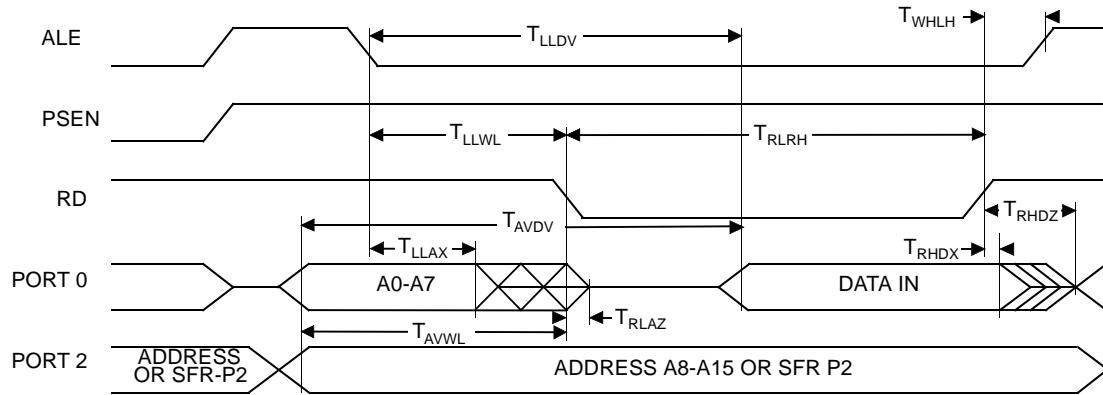 T_WHLH
ALE
T_LLDV
PSEN
T_LLWL
T_RLRH
RD
T_AVDV
T_RHDZ
T_LLAX
T_RHDX
PORT 0
A0-A7
DATA IN
T_RLAZ
T_AVWL
PORT 2
ADDRESS
OR SFR-P2
ADDRESS A8-A15 OR SFR P2